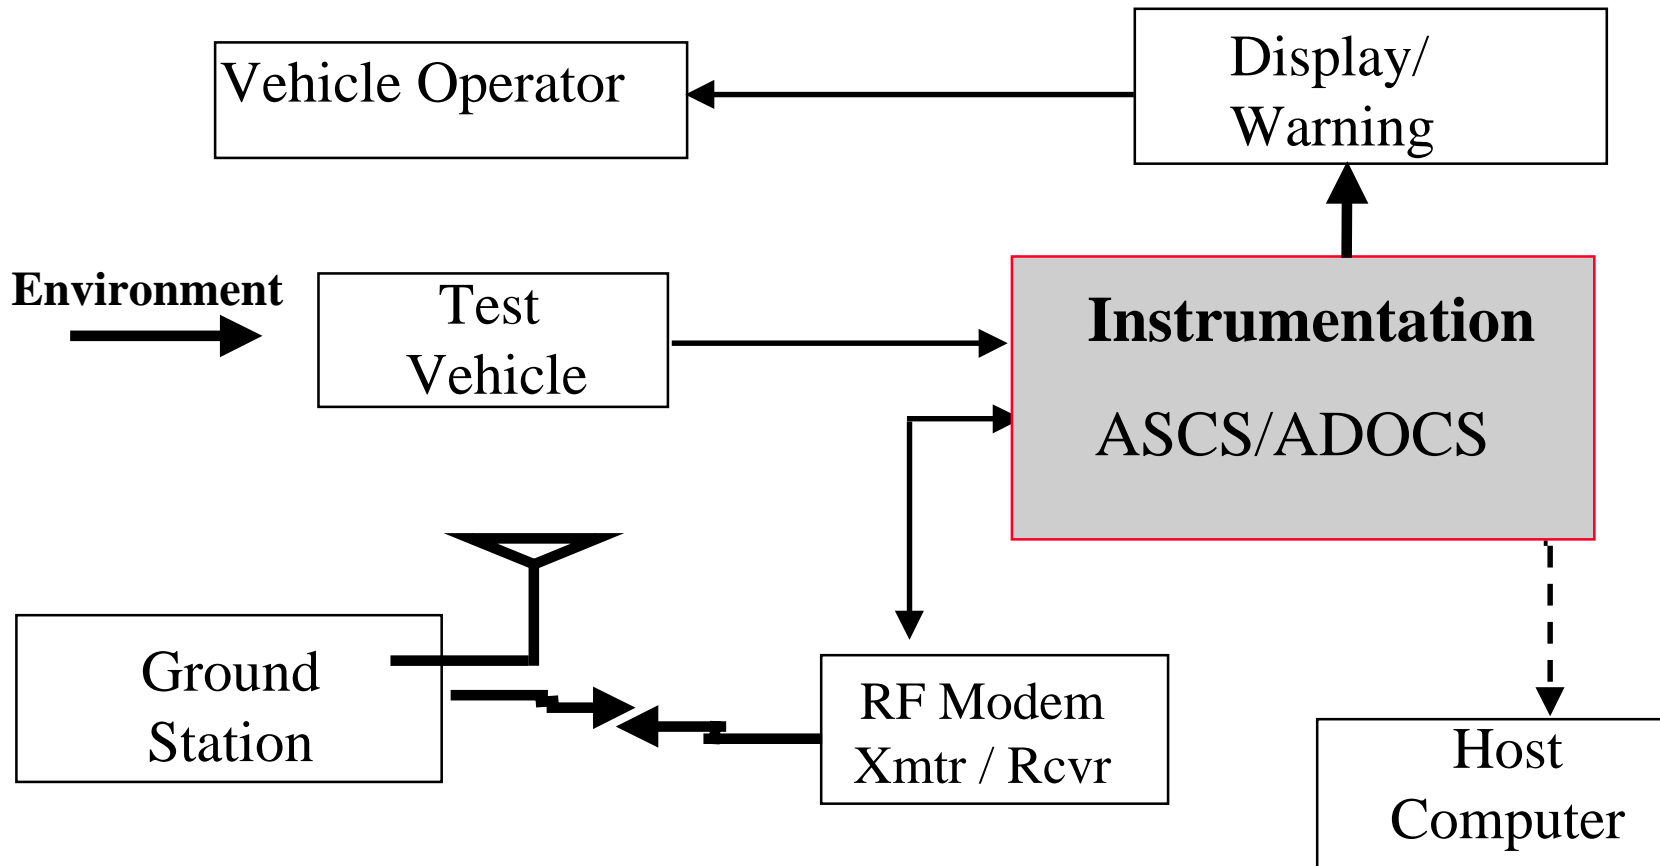 Vehicle Operator
Display/
Warning
Environment
Test
Vehicle
Instrumentation
ASCS/ADOCS
Ground
Station
RF Modem
Xmtr / Rcvr
Host
Computer